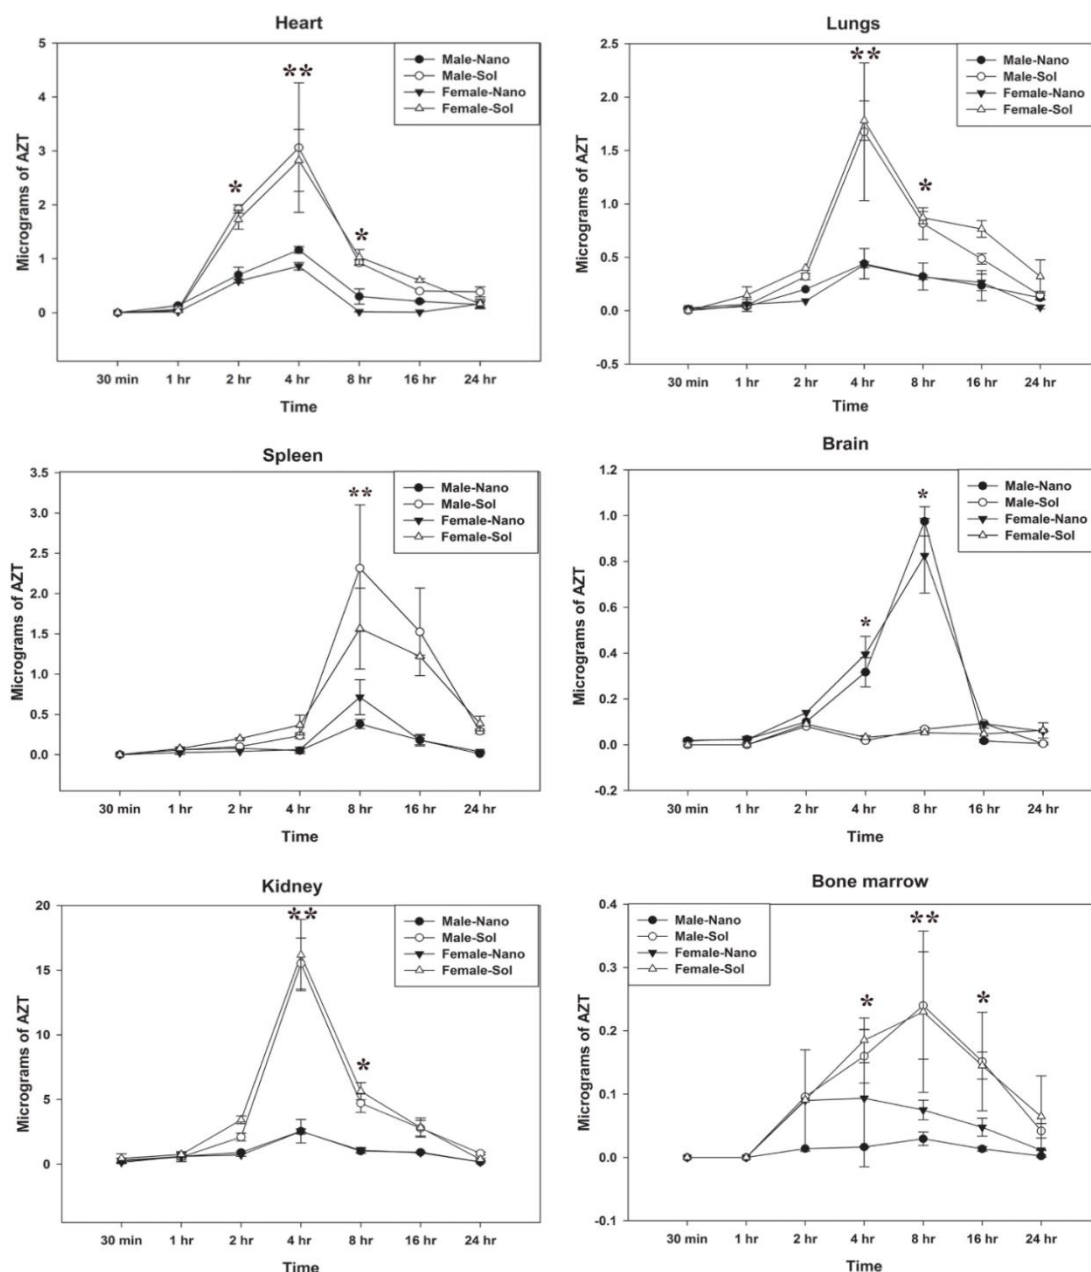 Heart
5
4
3
2
1
0
Micrograms of AZT
Male-Nano
Male-Sol
Female-Nano
Female-Sol
*
**
*
30 min 1 hr 2 hr 4 hr 8 hr 16 hr 24 hr
Time
Lungs
2.5
2.0
1.5
1.0
0.5
0.0
-0.5
Micrograms of AZT
Male-Nano
Male-Sol
Female-Nano
Female-Sol
**
*
30 min 1 hr 2 hr 4 hr 8 hr 16 hr 24 hr
Time
Spleen
3.5
3.0
2.5
2.0
1.5
1.0
0.5
0.0
Micrograms of AZT
Male-Nano
Male-Sol
Female-Nano
Female-Sol
**
30 min 1 hr 2 hr 4 hr 8 hr 16 hr 24 hr
Time
Brain
1.2
1.0
0.8
0.6
0.4
0.2
0.0
-0.2
Micrograms of AZT
Male-Nano
Male-Sol
Female-Nano
Female-Sol
*
*
30 min 1 hr 2 hr 4 hr 8 hr 16 hr 24 hr
Time
Kidney
20
15
10
5
0
Micrograms of AZT
Male-Nano
Male-Sol
Female-Nano
Female-Sol
**
*
30 min 1 hr 2 hr 4 hr 8 hr 16 hr 24 hr
Time
Bone marrow
0.4
0.3
0.2
0.1
0.0
-0.1
Micrograms of AZT
Male-Nano
Male-Sol
Female-Nano
Female-Sol
*
**
*
30 min 1 hr 2 hr 4 hr 8 hr 16 hr 24 hr
Time